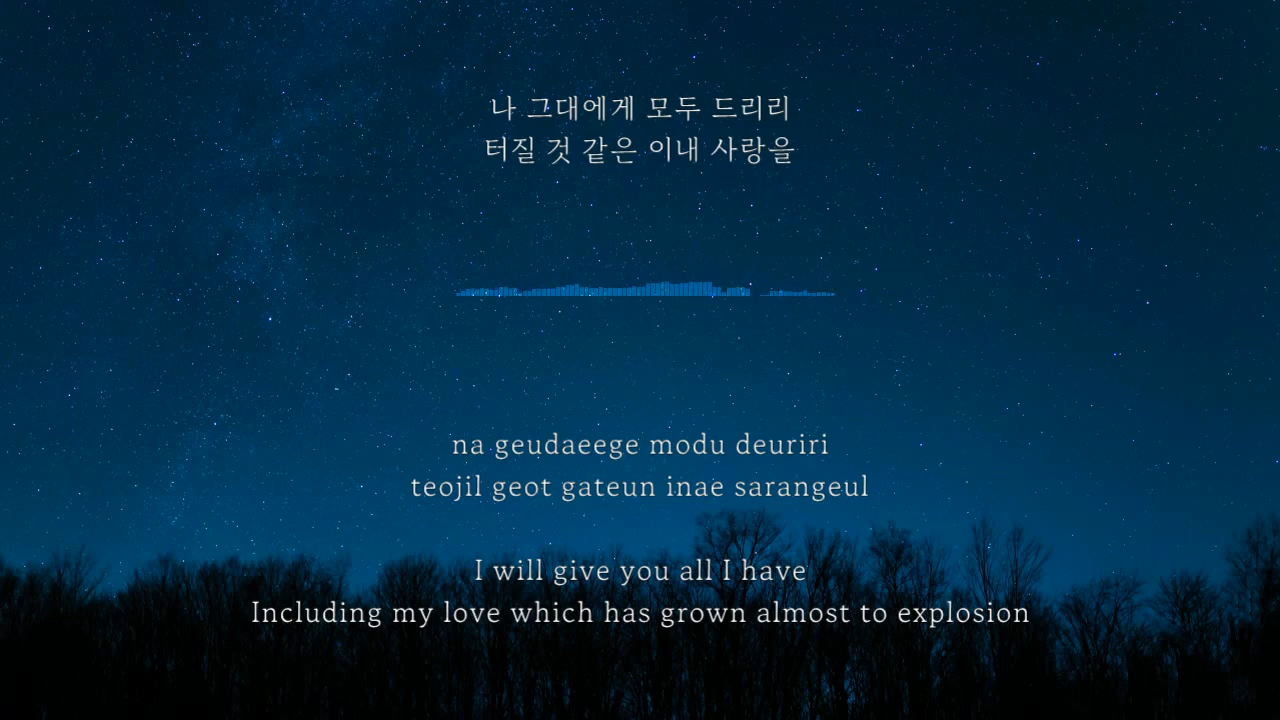 나 그대에게 모두 드리리
터질 것 같은 이내 사랑을
na geudaeege modu deuriri
teojil geot gateun inae sarangeul
I will give you all I have
Including my love which has grown almost to explosion